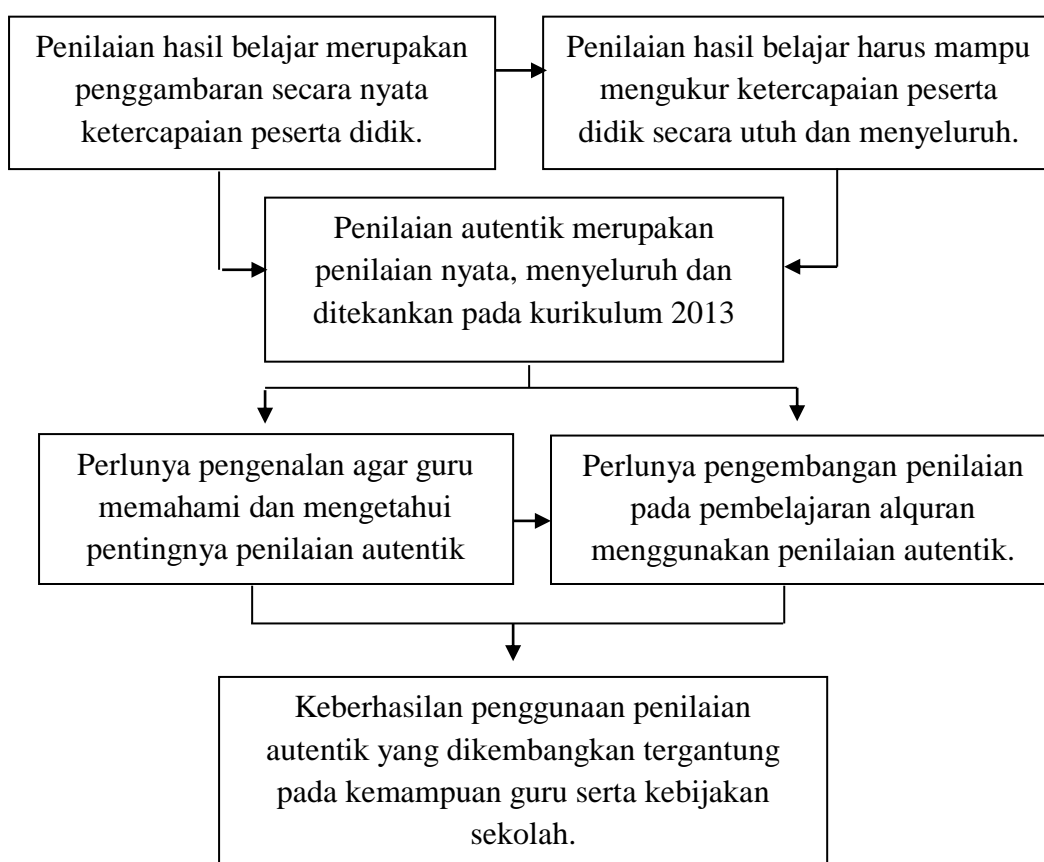 Penilaian hasil belajar merupakan
penggambaran secara nyata
ketercapaian peserta didik.
Penilaian hasil belajar harus mampu
mengukur ketercapaian peserta
didik secara utuh dan menyeluruh.
Penilaian autentik merupakan
penilaian nyata, menyeluruh dan
ditekankan pada kurikulum 2013
Perlunya pengenalan agar guru
memahami dan mengetahui
pentingnya penilaian autentik
Perlunya pengembangan penilaian
pada pembelajaran alquran
menggunakan penilaian autentik.
Keberhasilan penggunaan penilaian
autentik yang dikembangkan tergantung
pada kemampuan guru serta kebijakan
sekolah.